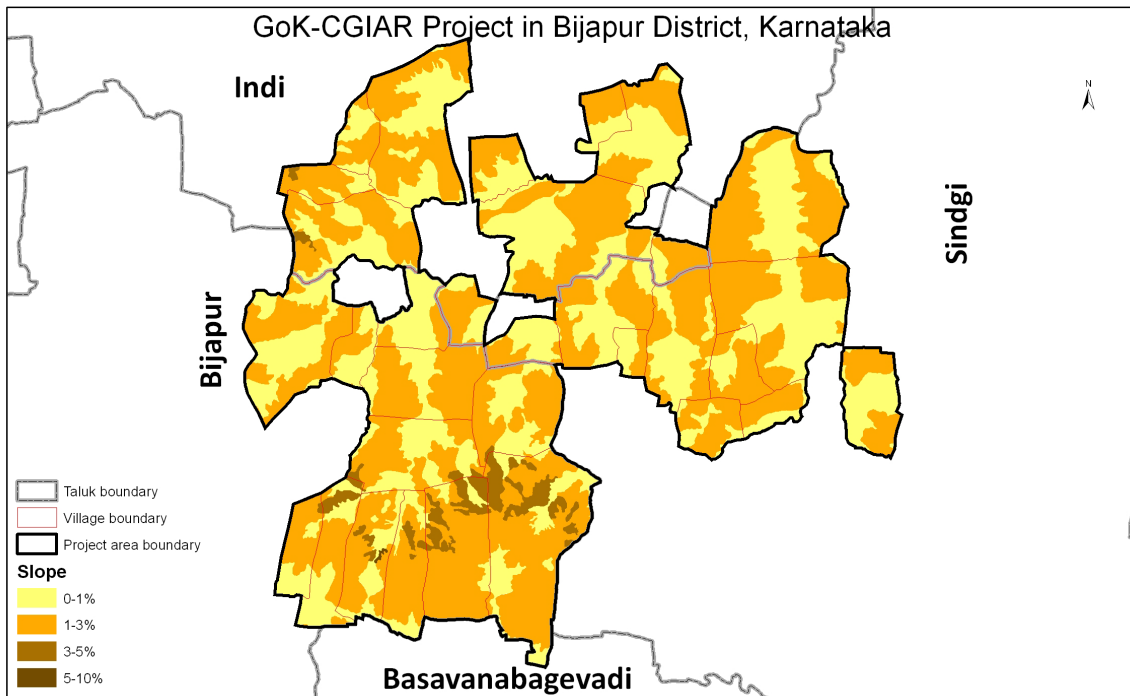 GoK-CGIAR Project in Bijapur District, Karnataka
Indi
N
Sindgi
Bijapur
Taluk boundary
Village boundary
Project area boundary
Slope
0-1%
1-3%
3-5%
5-10%
Basavanabagevadi